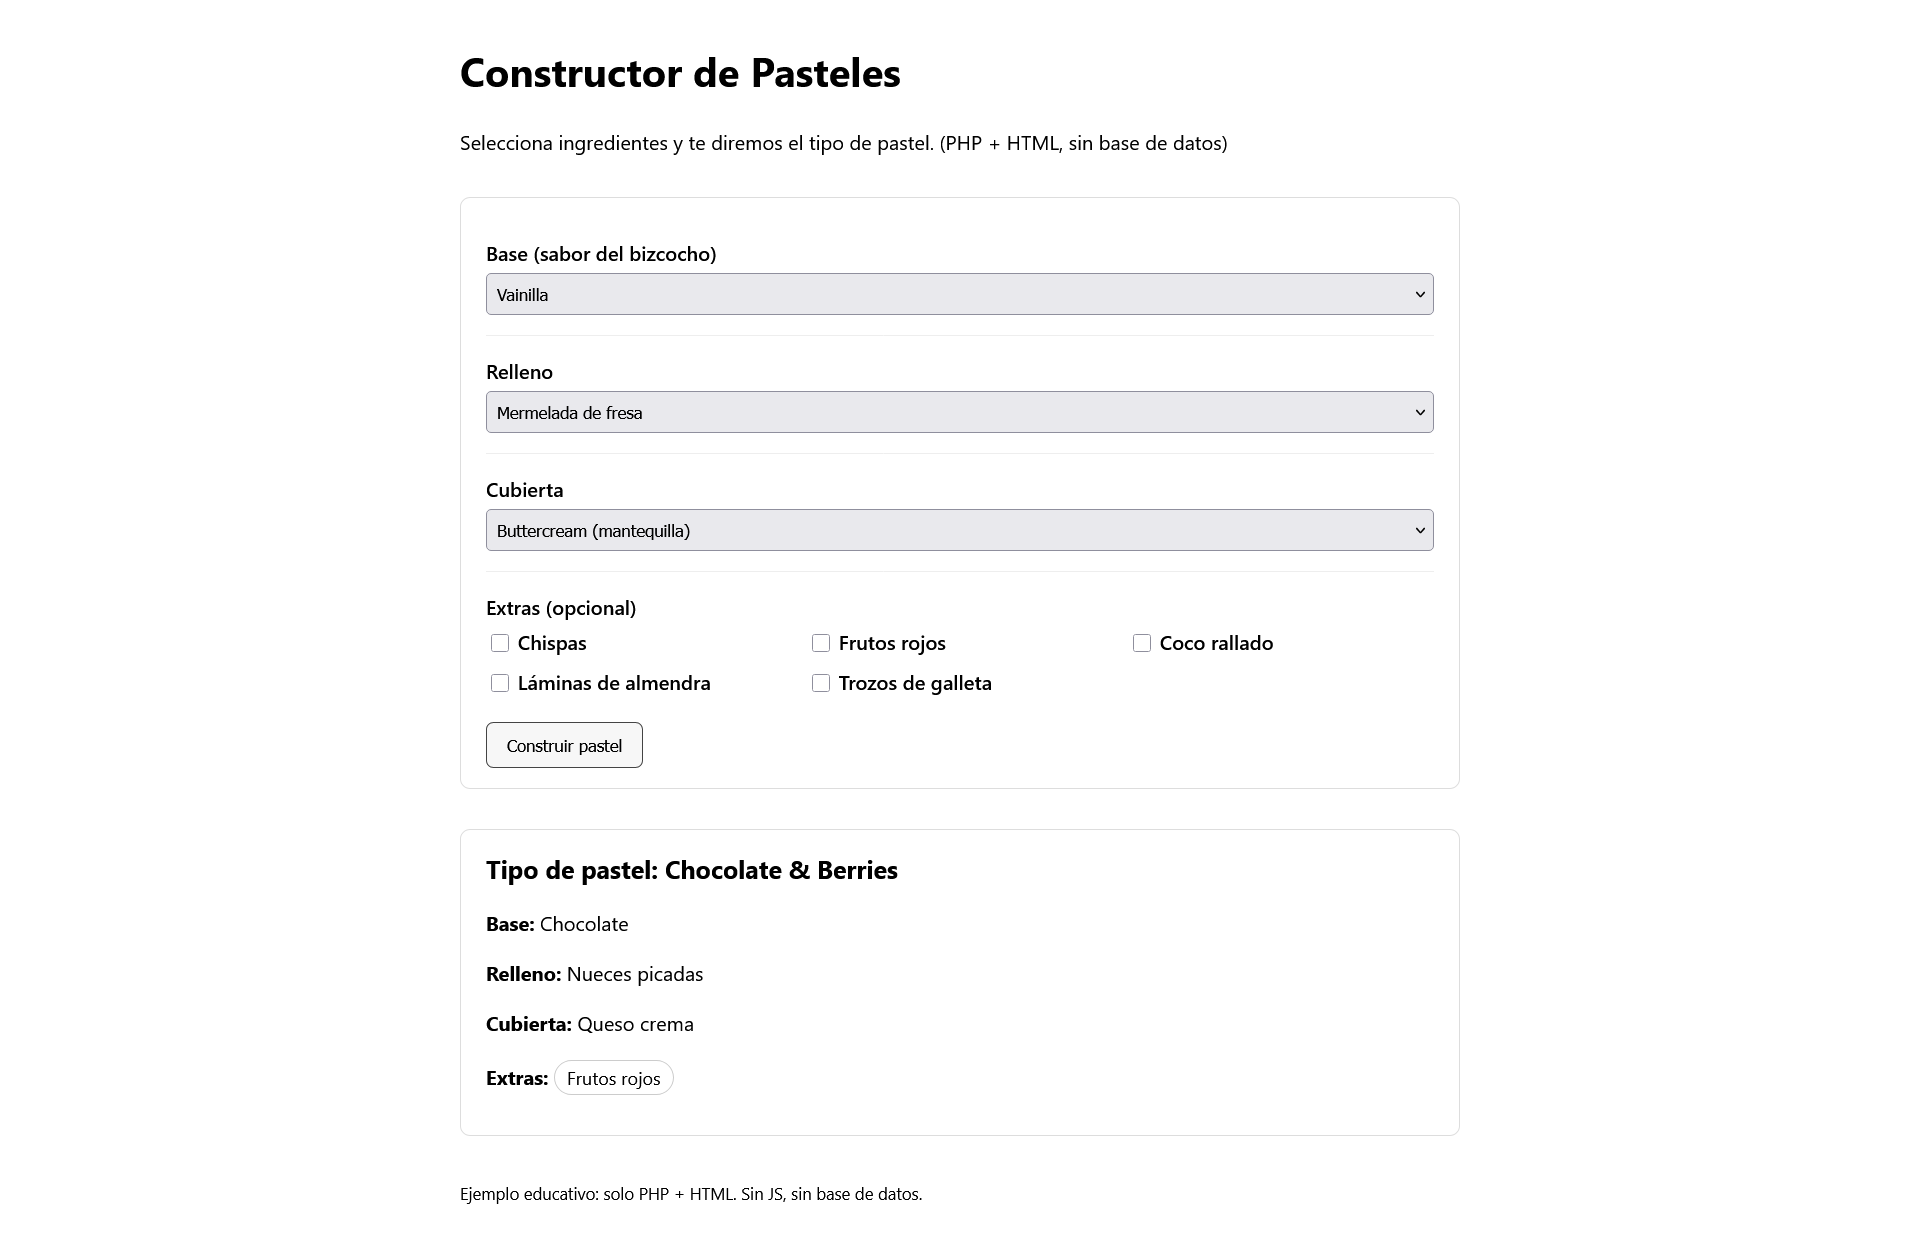 Constructor de Pasteles
Selecciona ingredientes y te diremos el tipo de pastel. (PHP + HTML, sin base de datos)
Base (sabor del bizcocho)
Vainilla
Relleno
Mermelada de fresa
Cubierta
Buttercream (mantequilla)
Extras (opcional)
Chispas Frutos rojos Coco rallado
Láminas de almendra Trozos de galleta
Construir pastel
Tipo de pastel: Chocolate & Berries
Base: Chocolate
Relleno: Nueces picadas
Cubierta: Queso crema
Extras: Frutos rojos
Ejemplo educativo: solo PHP + HTML. Sin JS, sin base de datos.